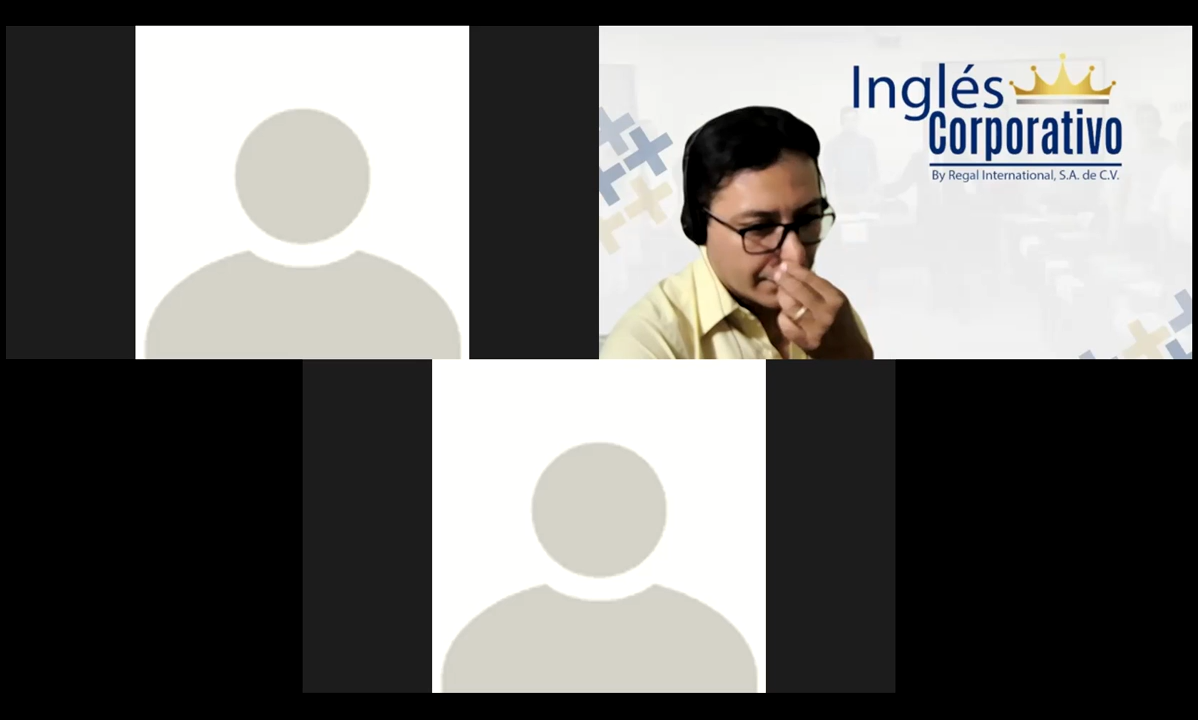 Inglés
Corporativo
By Regal International, S.A. de C.V.